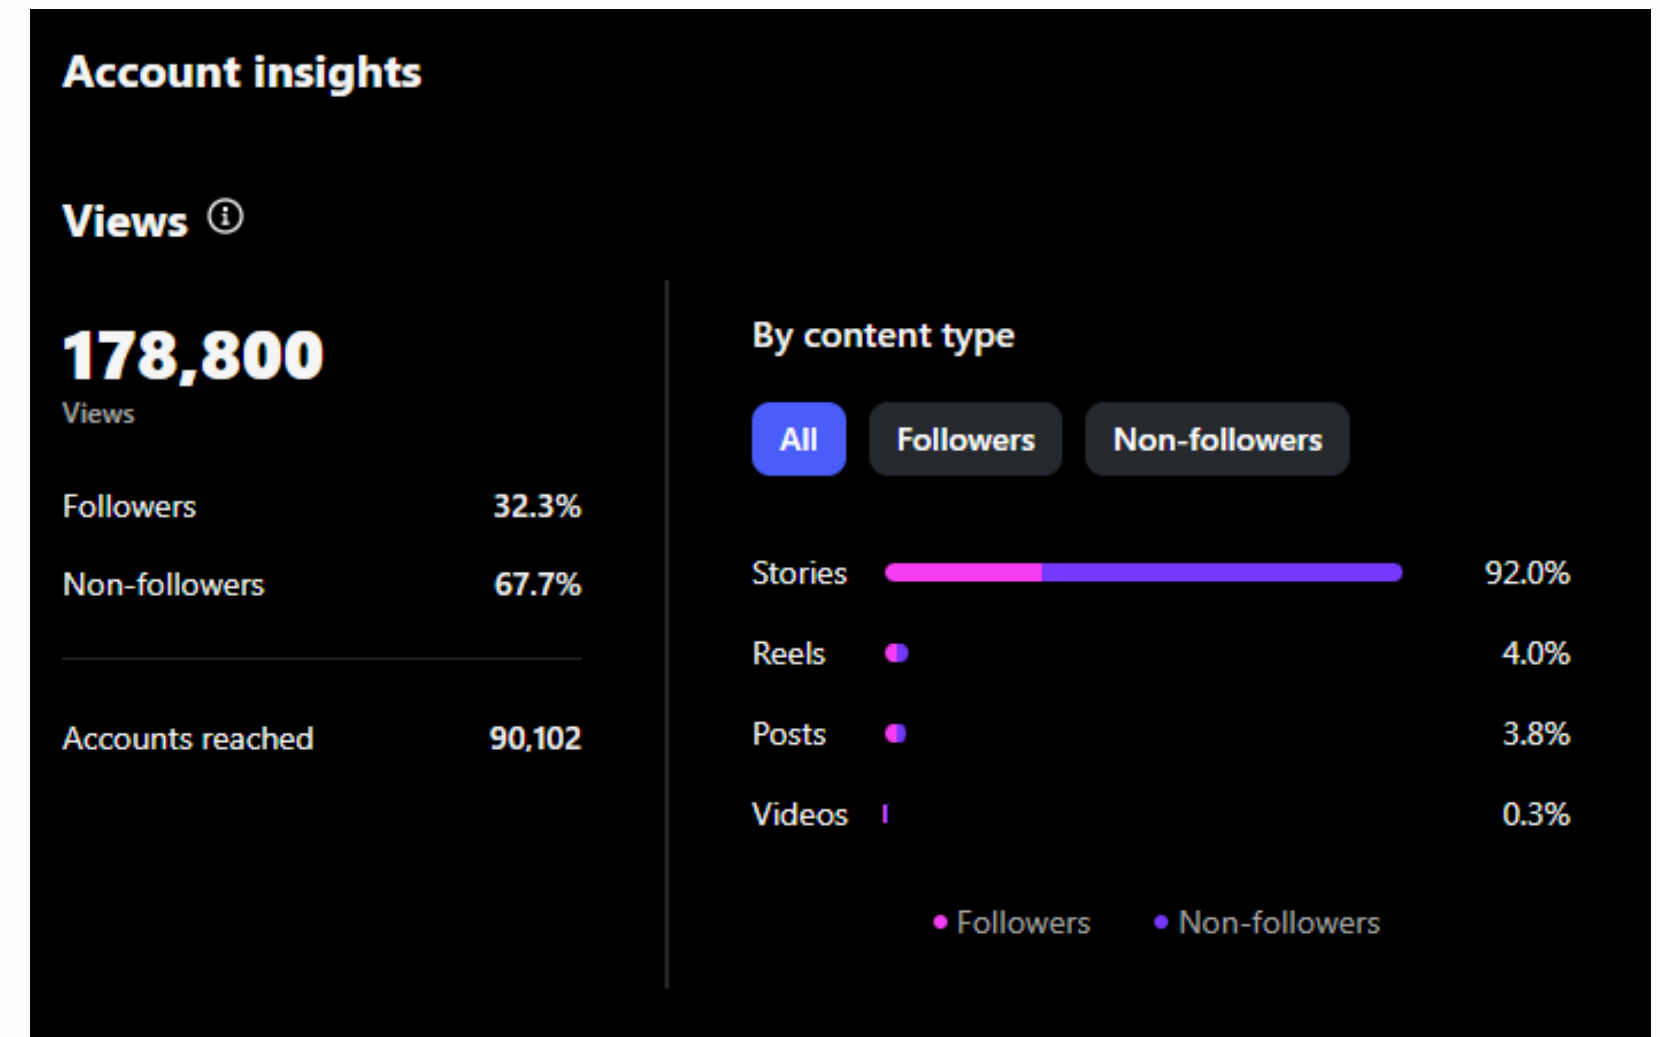 Account insights
Views
178,800
Views
Followers 32.3%
Non-followers 67.7%
Accounts reached 90,102
By content type
All Followers Non-followers
Stories 92.0%
Reels 4.0%
Posts 3.8%
Videos 0.3%
Followers Non-followers